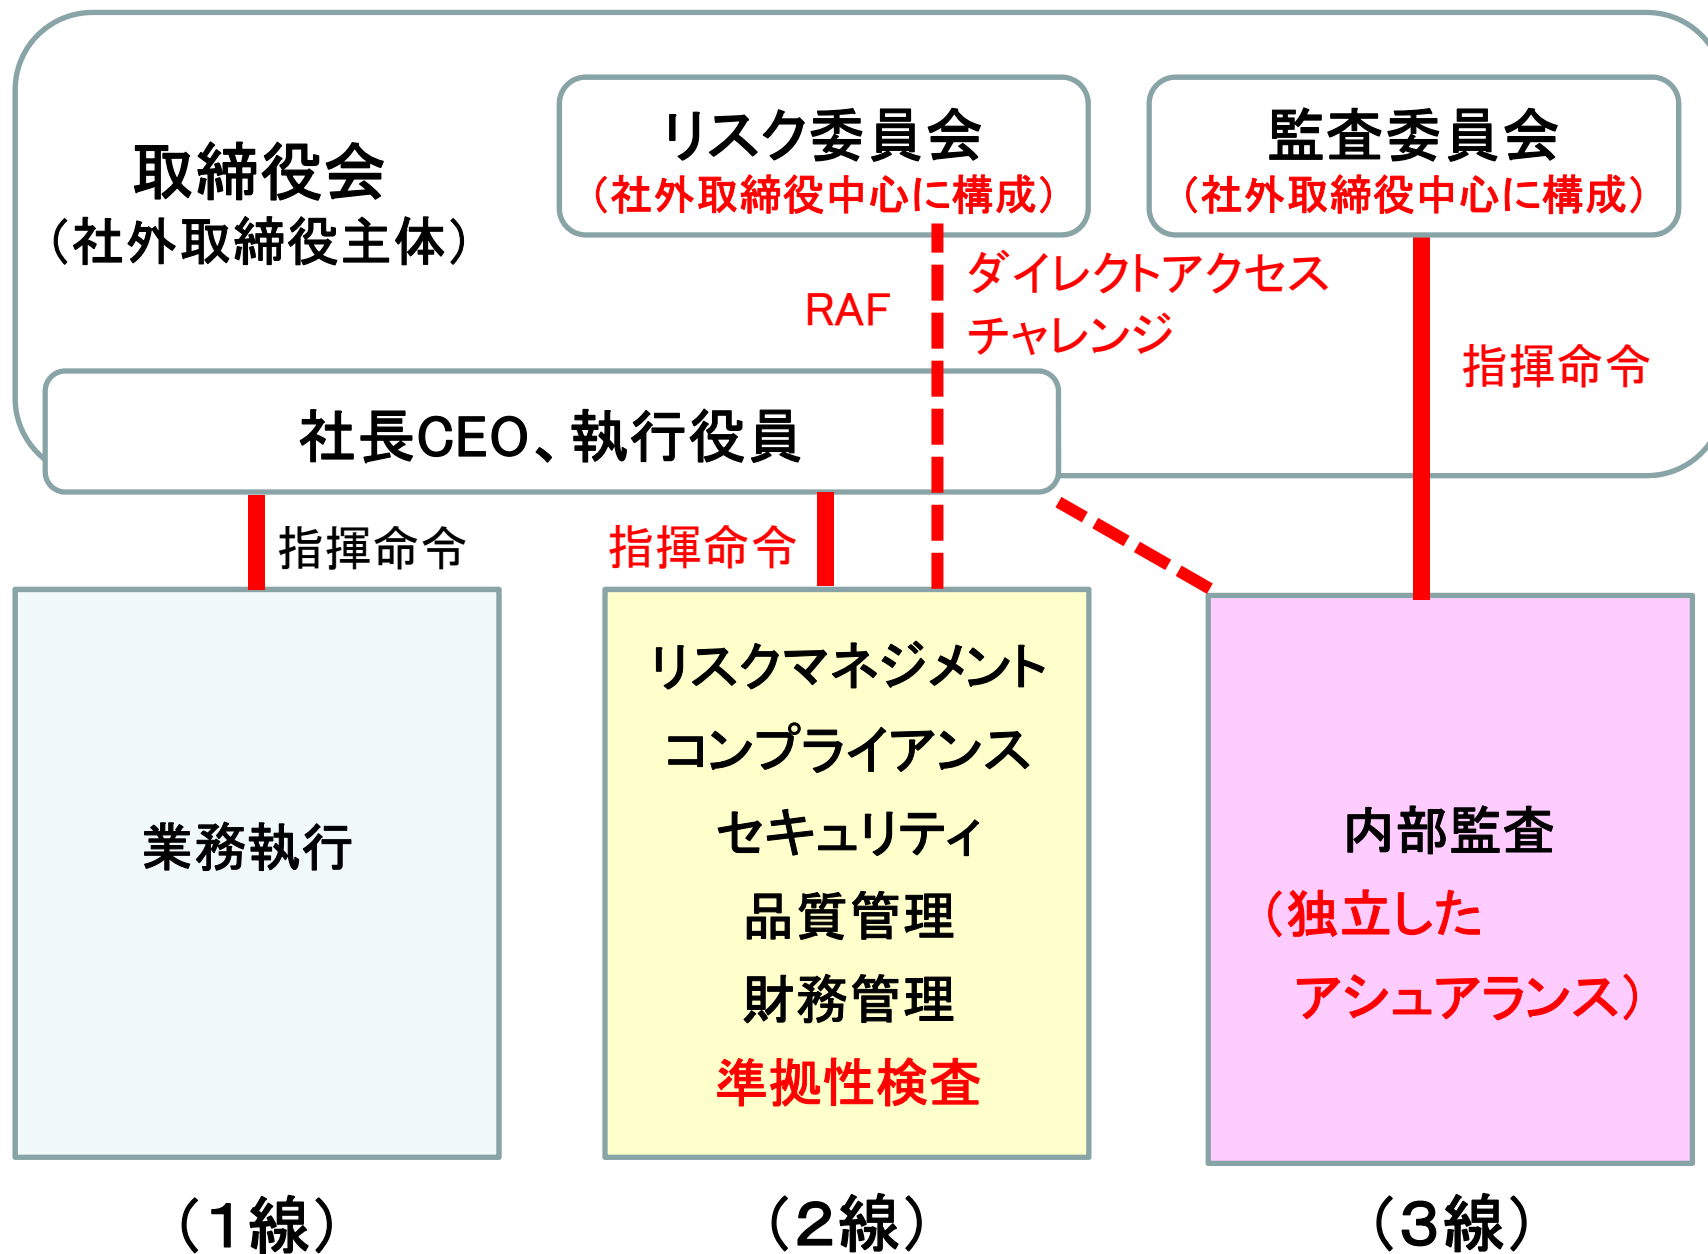 取締役会
（社外取締役主体）
リスク委員会
（社外取締役中心に構成）
監査委員会
（社外取締役中心に構成）
RAF
ダイレクトアクセス
チャレンジ
指揮命令
社長CEO、執行役員
指揮命令
指揮命令
業務執行
リスクマネジメント
コンプライアンス
セキュリティ
品質管理
財務管理
準拠性検査
内部監査
（独立した
アシュアランス）
（１線）
（２線）
（３線）